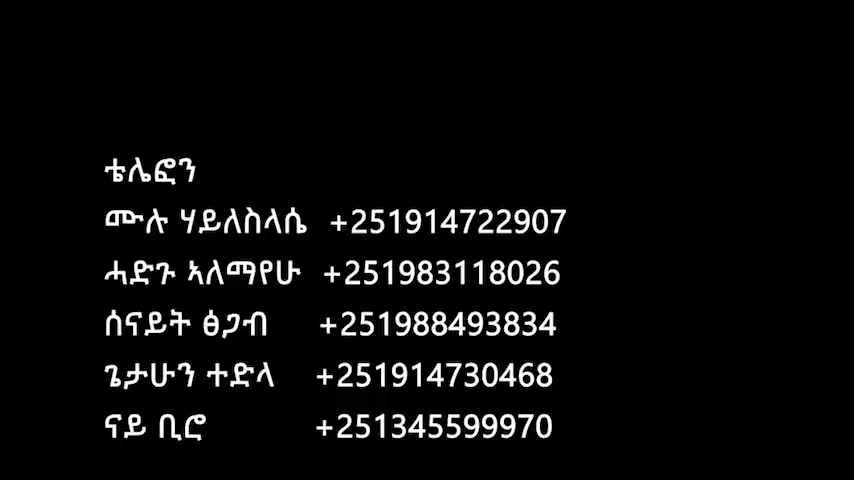 ቴሌፎን
ሙሉ ሃይለስላሴ +251914722907
ሓድጉ ኣለማየሁ +251983118026
ሰናይት ፅጋብ +251988493834
ጌታሁን ተድላ +251914730468
ናይ ቢሮ +251345599970